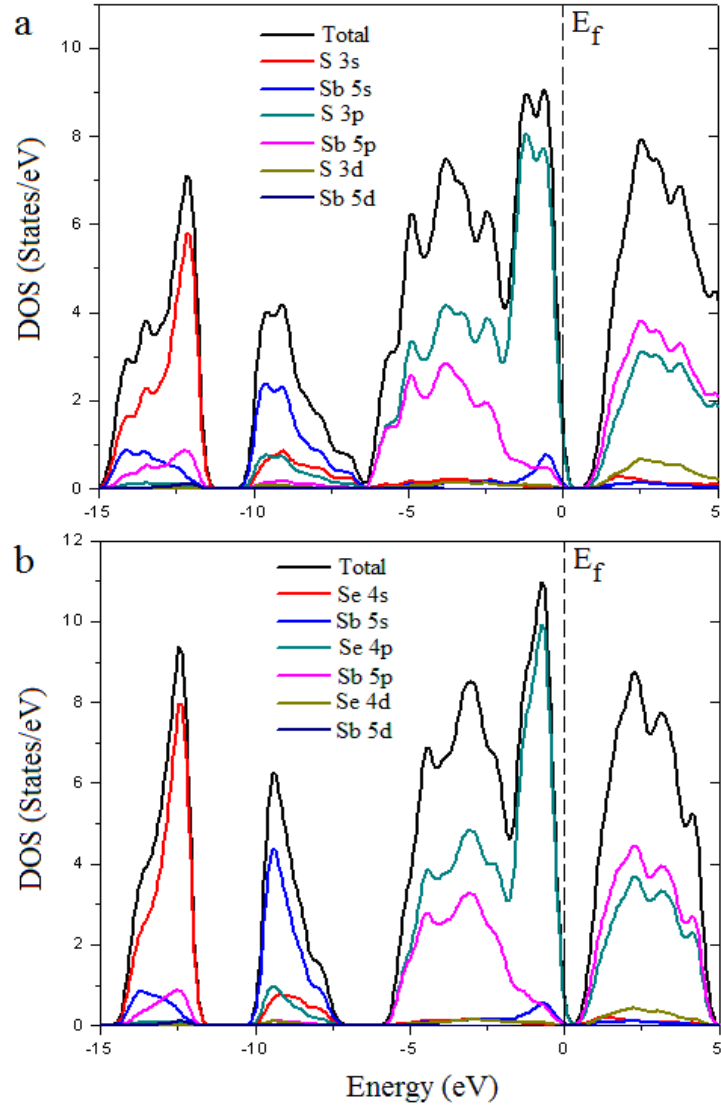 a
E_f
Total
S 3s
Sb 5s
S 3p
Sb 5p
S 3d
Sb 5d
DOS (States/eV)
10
8
6
4
2
0
-15 -10 -5 0 5
b
E_f
Total
Se 4s
Sb 5s
Se 4p
Sb 5p
Se 4d
Sb 5d
DOS (States/eV)
12
10
8
6
4
2
0
-15 -10 -5 0 5
Energy (eV)